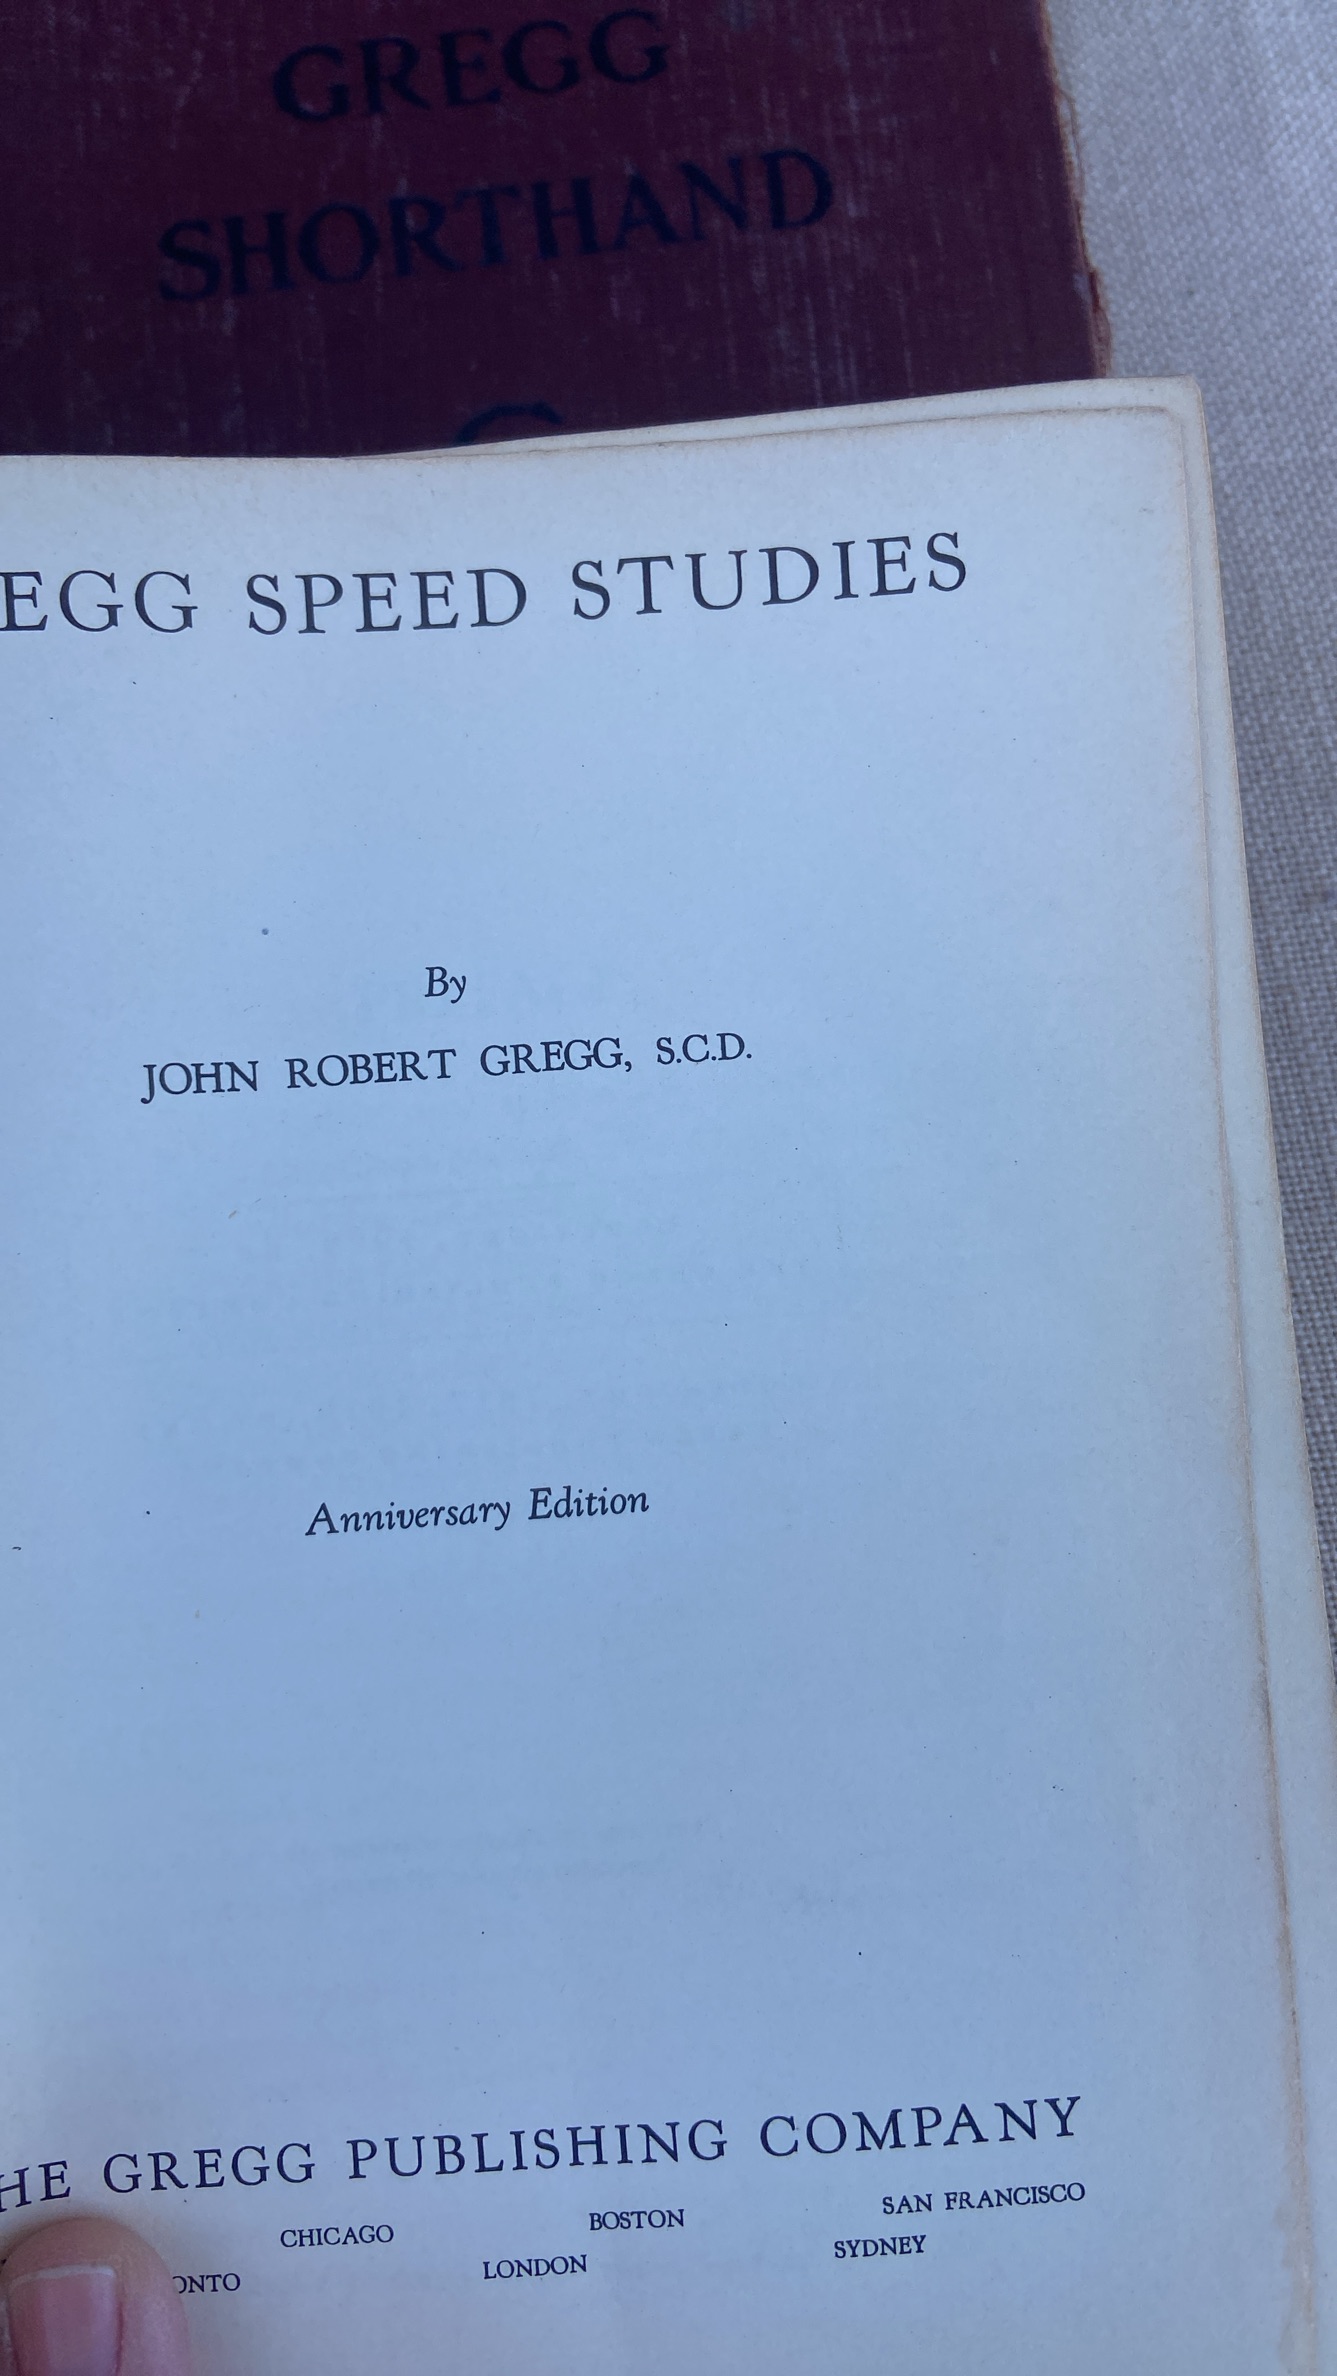 GREGG
SHORTHAND
EGG SPEED STUDIES
By
JOHN ROBERT GREGG, S.C.D.
Anniversary Edition
HE GREGG PUBLISHING COMPANY
CHICAGO BOSTON SAN FRANCISCO
ONTO LONDON SYDNEY